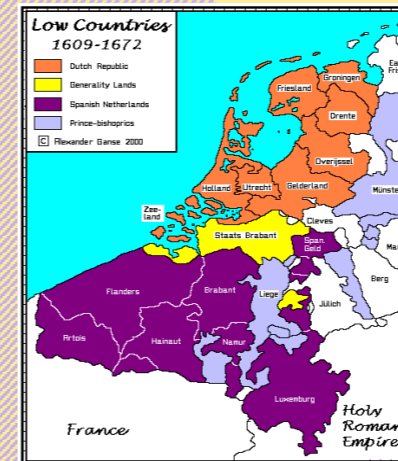 Low Countries
1609-1672
Dutch Republic
Generality Lands
Spanish Netherlands
Prince-bishoprics
C Alexander Ganse 2000
Groningen
Friesland
Drente
Overijssel
Holland
Utrecht
Gelderland
Münste
Zee-
land
Cleves
Staats Brabant
Span.
Geld
Berg
Flanders
Brabant
Liege
Jülich
Artois
Hainaut
Namur
Luxemburg
France
Holy
Roman
Empire